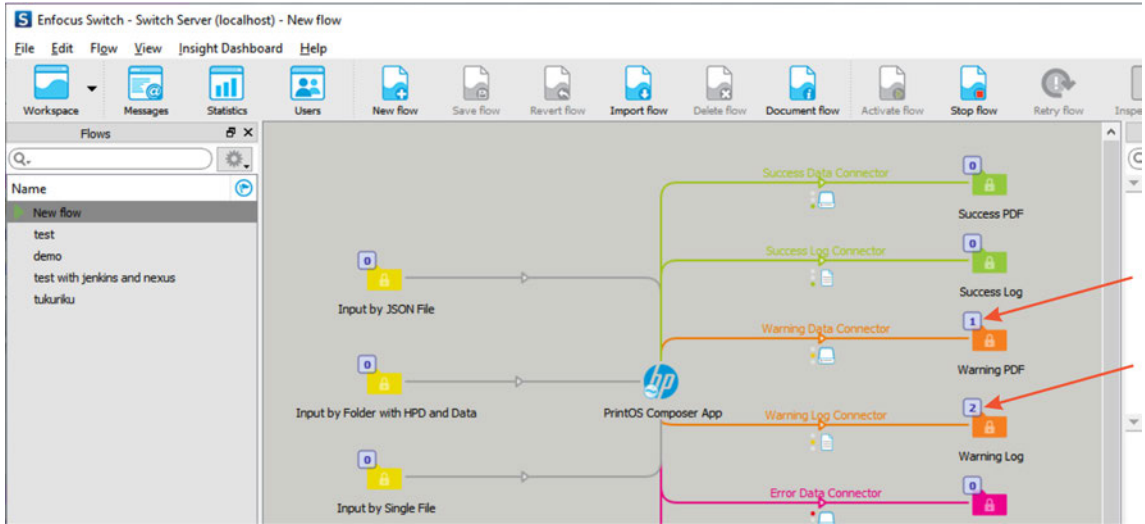 Enfocus Switch - Switch Server (localhost) - New flow
File Edit Flow View Insight Dashboard Help
Workspace Messages Statistics Users New flow Save flow Revert flow Import flow Delete flow Document flow Activate flow Stop flow Retry flow
Flows
Name
New flow
test
demo
test with jenkins and nexus
tukuriku
Success Data Connector
0
Success PDF
Success Log Connector
0
Success Log
0
Input by JSON File
Warning Data Connector
1
Warning PDF
0
Input by Folder with HPD and Data
hp
PrintOS Composer App
Warning Log Connector
2
Warning Log
0
Input by Single File
Error Data Connector
0